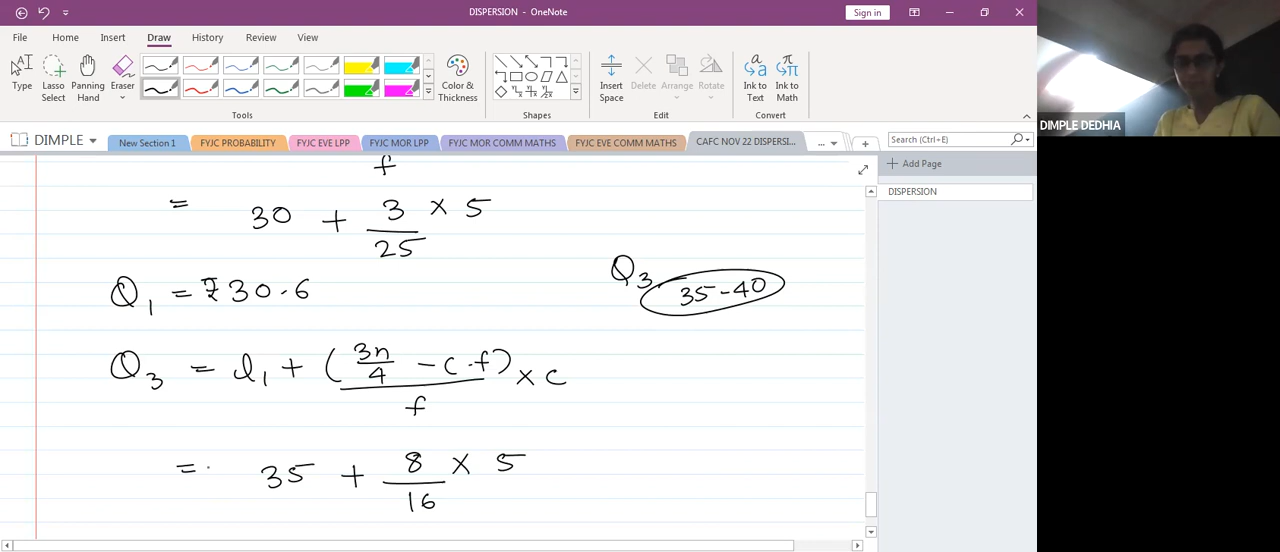 DISPERSION - OneNote
Sign in
File Home Insert Draw History Review View
Type
Lasso Select
Panning Hand
Eraser
Color & Thickness
Insert Space
Delete
Arrange
Rotate
Ink to Text
Ink to Math
Tools
Shapes
Edit
Convert
DIMPLE DEDHIA
DIMPLE
New Section 1
FYJC PROBABILITY
FYJC EVE LPP
FYJC MOR LPP
FYJC MOR COMM MATHS
FYJC EVE COMM MATHS
CAFC NOV 22 DISPERSI...
...
Search (Ctrl+E)
Add Page
DISPERSION
f
= 30 + 3/25 × 5
Q1 = ₹30.6
Q3 35-40
Q3 = l1 + (3n/4 - c.f)/f × c
= 35 + 8/16 × 5